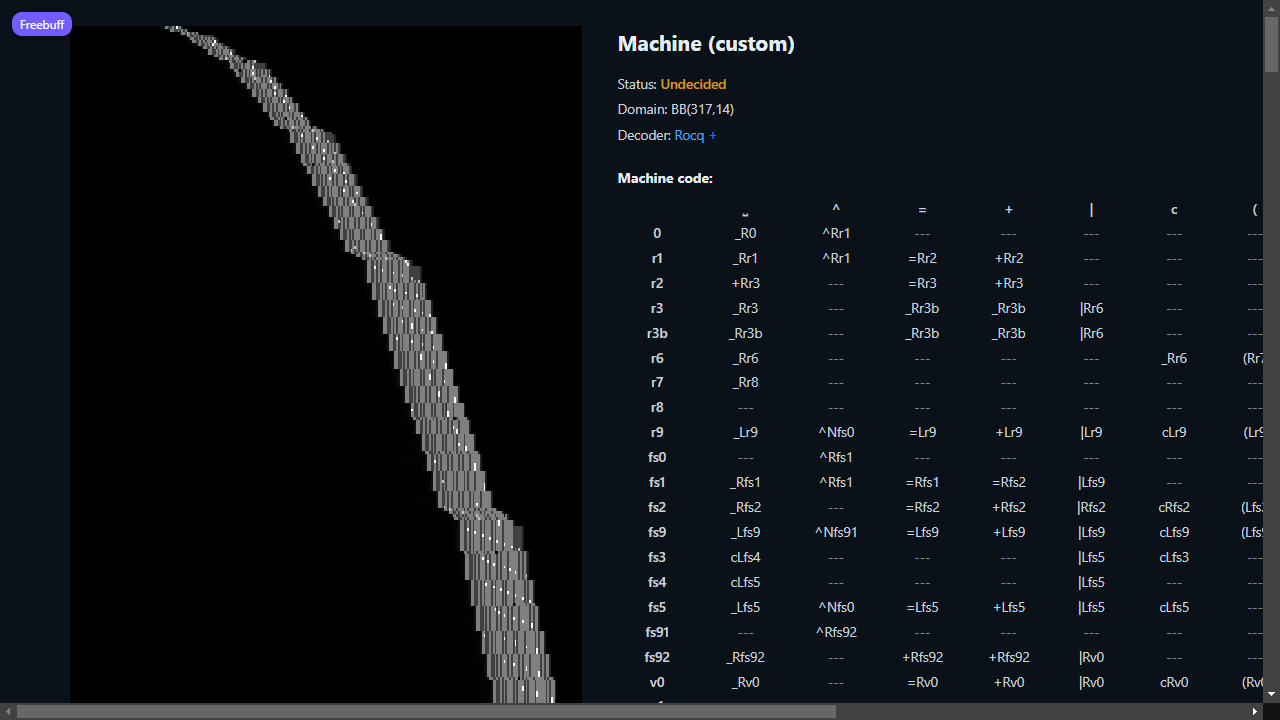 Freebuff
Machine (custom)
Status: Undecided
Domain: BB(317,14)
Decoder: Rocq +
Machine code:
␣ ^ = + | c (
0 _R0 ^Rr1 --- --- --- --- ---
r1 _Rr1 ^Rr1 =Rr2 +Rr2 --- --- ---
r2 +Rr3 --- =Rr3 +Rr3 --- --- ---
r3 _Rr3 --- _Rr3b _Rr3b |Rr6 --- ---
r3b _Rr3b --- _Rr3b _Rr3b |Rr6 --- ---
r6 _Rr6 --- --- --- --- _Rr6 (Rr7
r7 _Rr8 --- --- --- --- --- ---
r8 --- --- --- --- --- --- ---
r9 _Lr9 ^Nfs0 =Lr9 +Lr9 |Lr9 cLr9 (Lr9
fs0 --- ^Rfs1 --- --- --- --- ---
fs1 _Rfs1 ^Rfs1 =Rfs1 =Rfs2 |Lfs9 --- ---
fs2 _Rfs2 --- =Rfs2 +Rfs2 |Rfs2 cRfs2 (Lfs3
fs9 _Lfs9 ^Nfs91 =Lfs9 +Lfs9 |Lfs9 cLfs9 (Lfs9
fs3 cLfs4 --- --- --- |Lfs5 cLfs3 ---
fs4 cLfs5 --- --- --- |Lfs5 --- ---
fs5 _Lfs5 ^Nfs0 =Lfs5 +Lfs5 |Lfs5 cLfs5 ---
fs91 --- ^Rfs92 --- --- --- --- ---
fs92 _Rfs92 --- +Rfs92 +Rfs92 |Rv0 --- ---
v0 _Rv0 --- =Rv0 +Rv0 |Rv0 cRv0 (Rv0